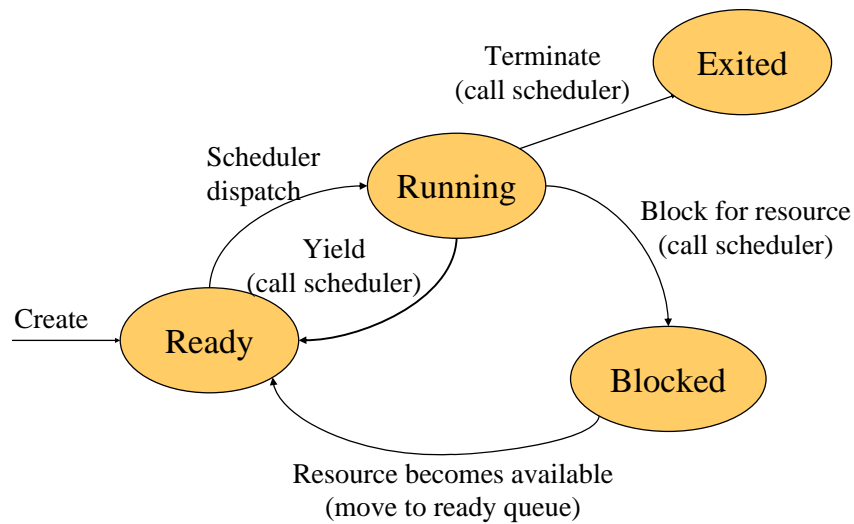 Terminate
(call scheduler)
Exited
Scheduler
dispatch
Running
Block for resource
(call scheduler)
Yield
(call scheduler)
Create
Ready
Blocked
Resource becomes available
(move to ready queue)